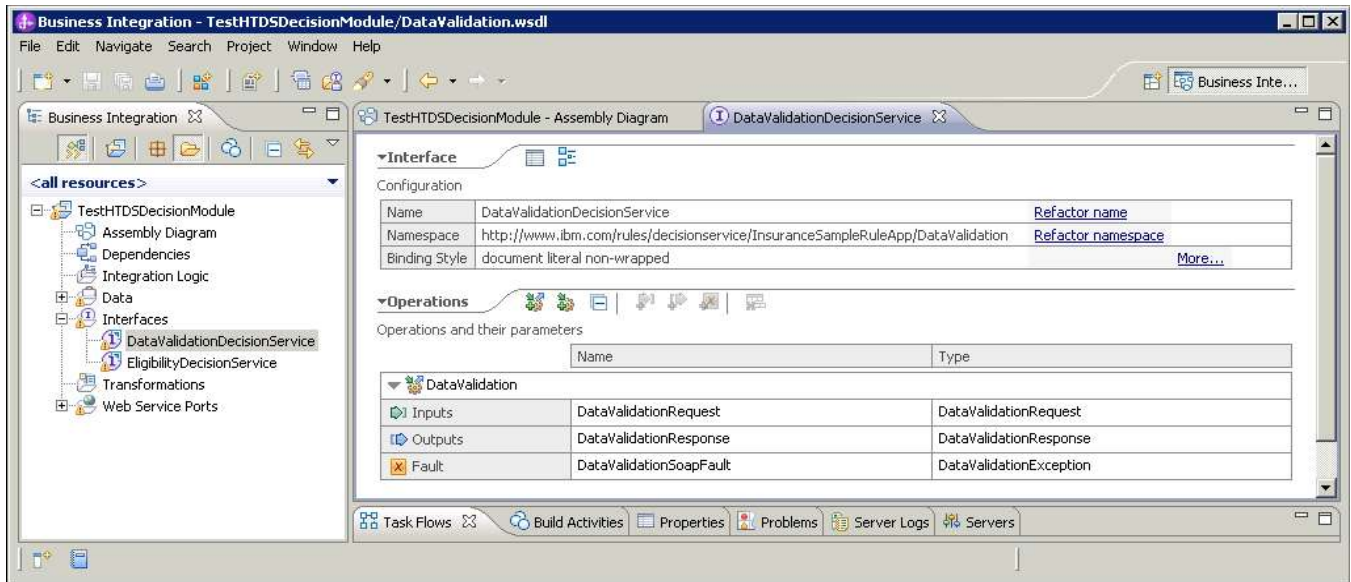 Business Integration - TestHTDSDecisionModule/DataValidation.wsdl
File Edit Navigate Search Project Window Help
Business Inte...
Business Integration
<all resources>
TestHTDSDecisionModule
Assembly Diagram
Dependencies
Integration Logic
Data
Interfaces
DataValidationDecisionService
EligibilityDecisionService
Transformations
Web Service Ports
TestHTDSDecisionModule - Assembly Diagram
DataValidationDecisionService
Interface
Configuration
Name DataValidationDecisionService Refactor name
Namespace http://www.ibm.com/rules/decisionservice/InsuranceSampleRuleApp/DataValidation Refactor namespace
Binding Style document literal non-wrapped More...
Operations
Operations and their parameters
Name Type
DataValidation
Inputs DataValidationRequest DataValidationRequest
Outputs DataValidationResponse DataValidationResponse
Fault DataValidationSoapFault DataValidationException
Task Flows Build Activities Properties Problems Server Logs Servers